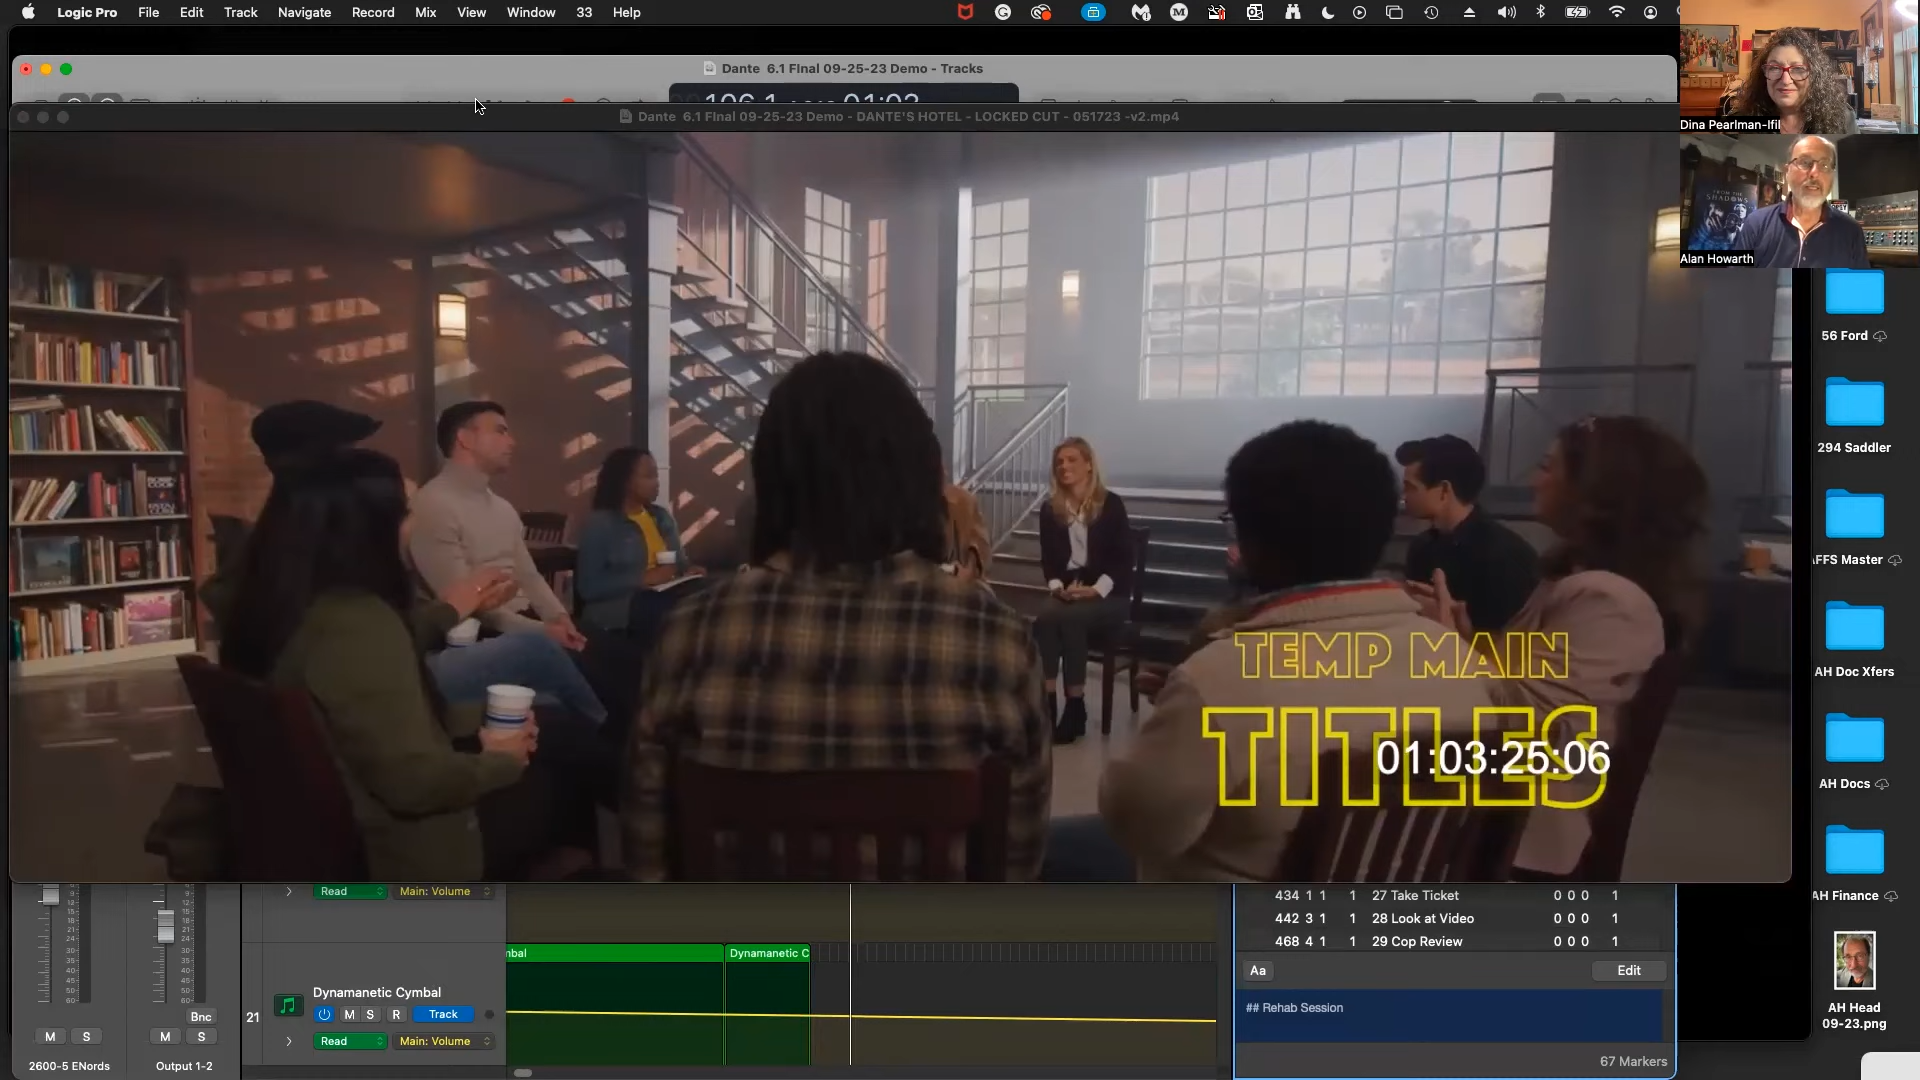 Logic Pro File Edit Track Navigate Record Mix View Window 33 Help
Dante 6.1 FInal 09-25-23 Demo - Tracks
Dante 6.1 FInal 09-25-23 Demo - DANTE'S HOTEL - LOCKED CUT - 051723 -v2.mp4
Dina Pearlman-Ifil
FROM THE
SHADOWS
Alan Howarth
56 Ford
294 Saddler
AFFS Master
AH Doc Xfers
AH Docs
AH Finance
AH Head
09-23.png
TEMP MAIN
TITLES
01:03:25:06
Read Main: Volume
434 1 1 1 27 Take Ticket 0 0 0 1
442 3 1 1 28 Look at Video 0 0 0 1
468 4 1 1 29 Cop Review 0 0 0 1
Aa Edit
## Rehab Session
67 Markers
mbal Dynamanetic C
21
Dynamanetic Cymbal
M S R Track
Read Main: Volume
Bnc
M S M S
2600-5 ENords Output 1-2